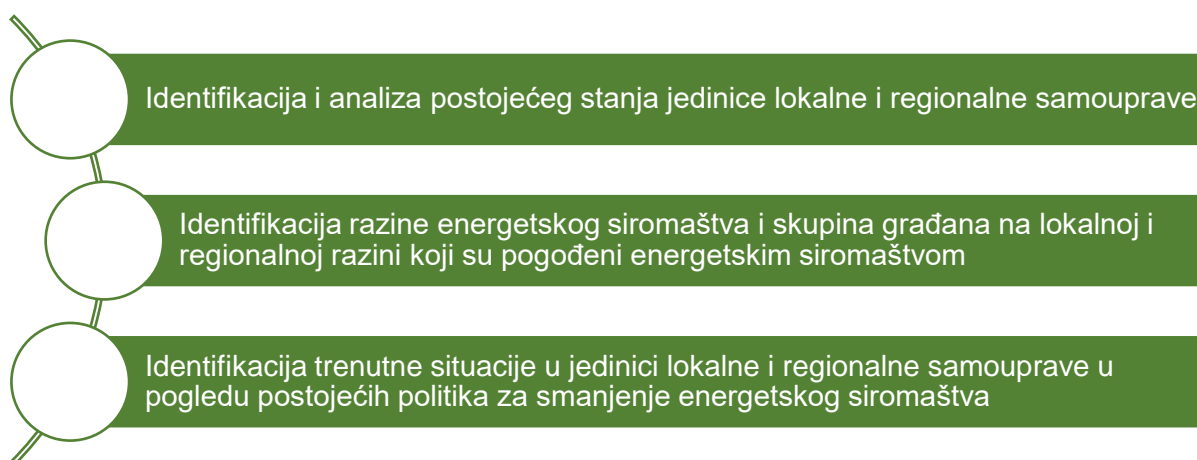 Identifikacija i analiza postojećeg stanja jedinice lokalne i regionalne samouprave
Identifikacija razine energetskog siromaštva i skupina građana na lokalnoj i
regionalnoj razini koji su pogođeni energetskim siromaštvom
Identifikacija trenutne situacije u jedinici lokalne i regionalne samouprave u
pogledu postojećih politika za smanjenje energetskog siromaštva